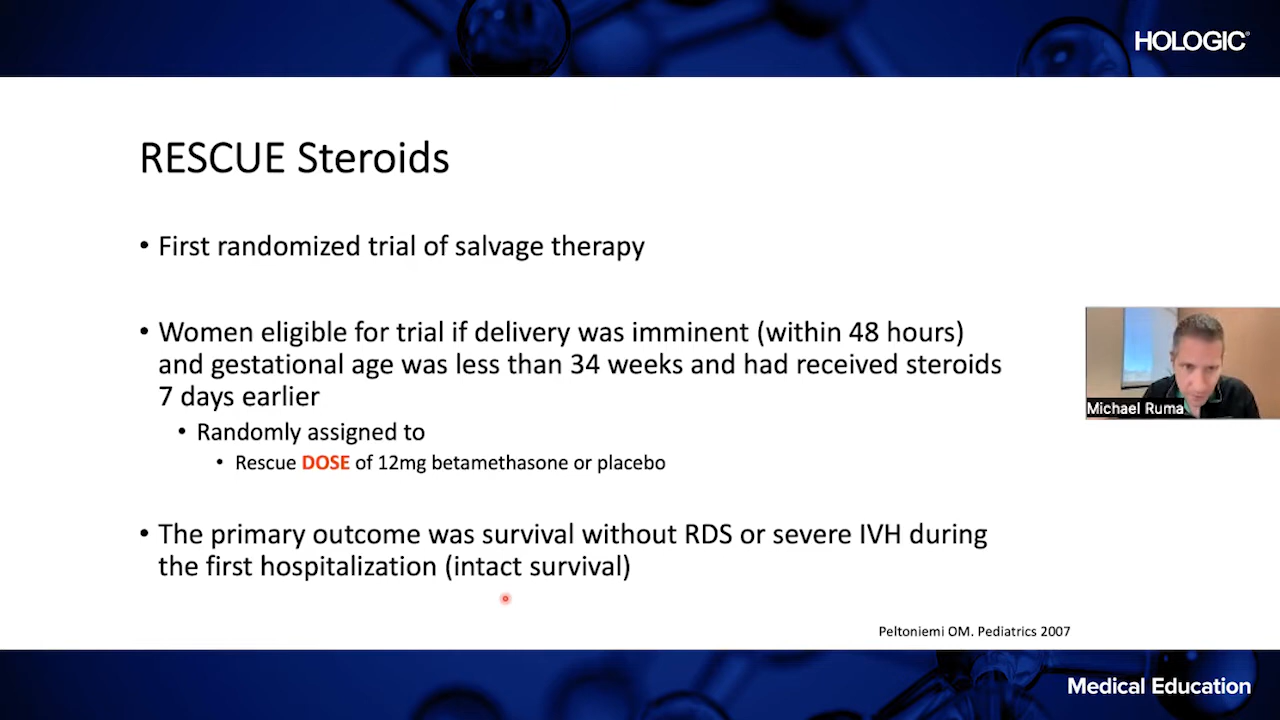 HOLOGIC®
RESCUE Steroids
• First randomized trial of salvage therapy
• Women eligible for trial if delivery was imminent (within 48 hours)
and gestational age was less than 34 weeks and had received steroids
7 days earlier
• Randomly assigned to
• Rescue DOSE of 12mg betamethasone or placebo
Michael Ruma
• The primary outcome was survival without RDS or severe IVH during
the first hospitalization (intact survival)
Peltoniemi OM. Pediatrics 2007
Medical Education